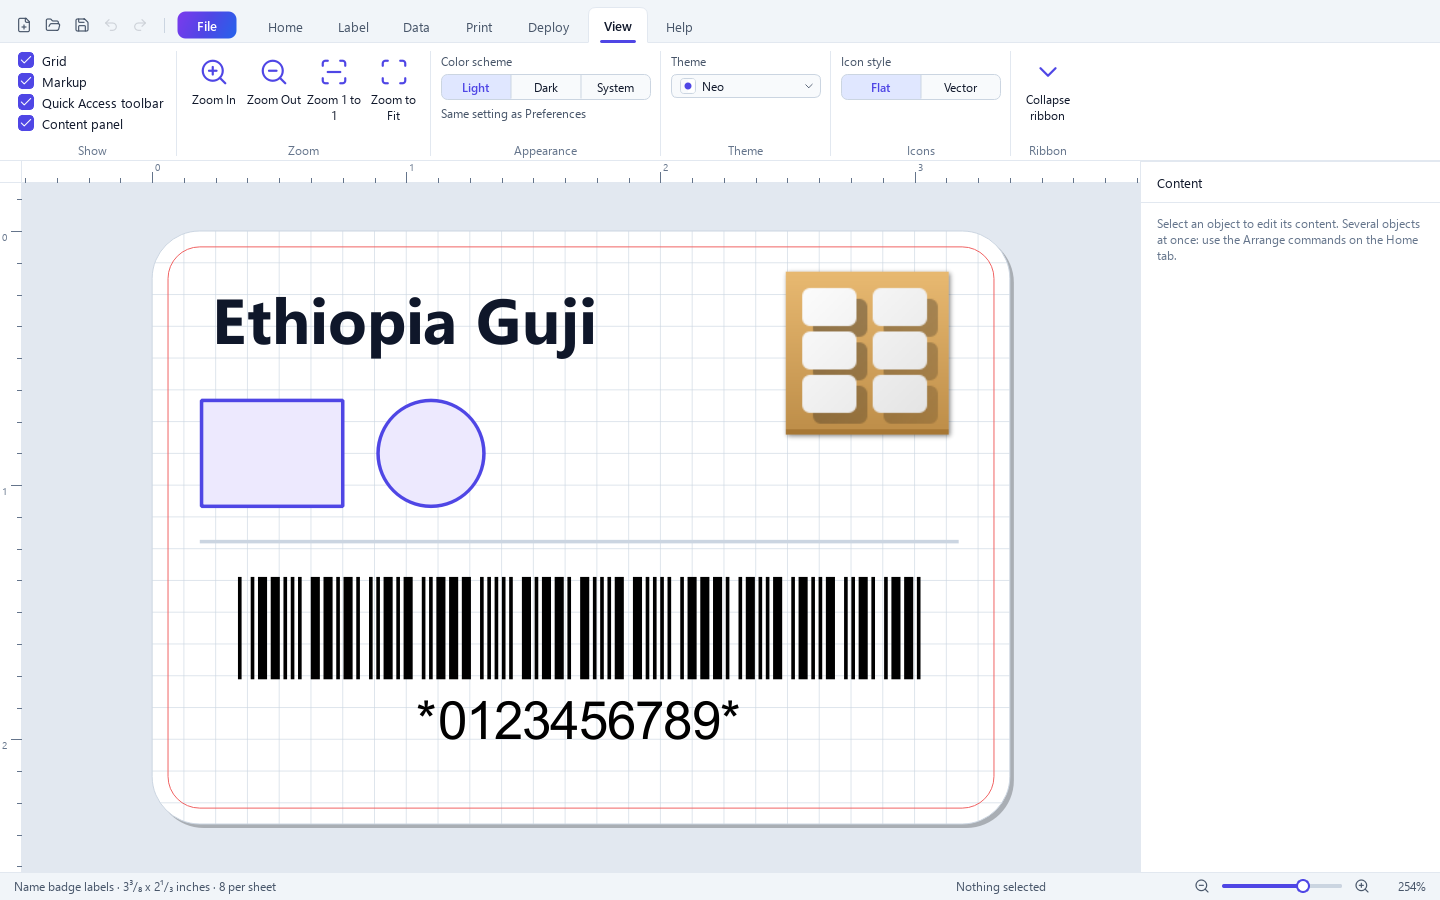 File
Home
Label
Data
Print
Deploy
View
Help
Grid
Markup
Quick Access toolbar
Content panel
Show
Zoom In
Zoom Out
Zoom 1 to
1
Zoom to
Fit
Zoom
Color scheme
Light
Dark
System
Same setting as Preferences
Appearance
Theme
Neo
Theme
Icon style
Flat
Vector
Icons
Collapse
ribbon
Ribbon
0
1
2
3
0
1
2
Ethiopia Guji
*0123456789*
Content
Select an object to edit its content. Several objects
at once: use the Arrange commands on the Home
tab.
Name badge labels · 3³/₈ x 2¹/₃ inches · 8 per sheet
Nothing selected
254%